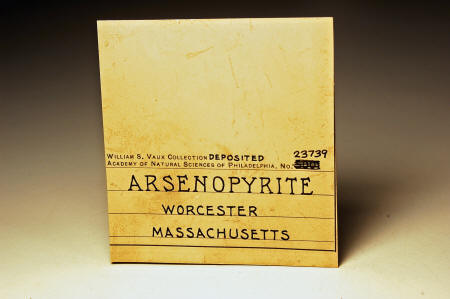 WILLIAM S. VAUX COLLECTION DEPOSITED 23739
ACADEMY OF NATURAL SCIENCES OF PHILADELPHIA, NO.
ARSENOPYRITE
WORCESTER
MASSACHUSETTS